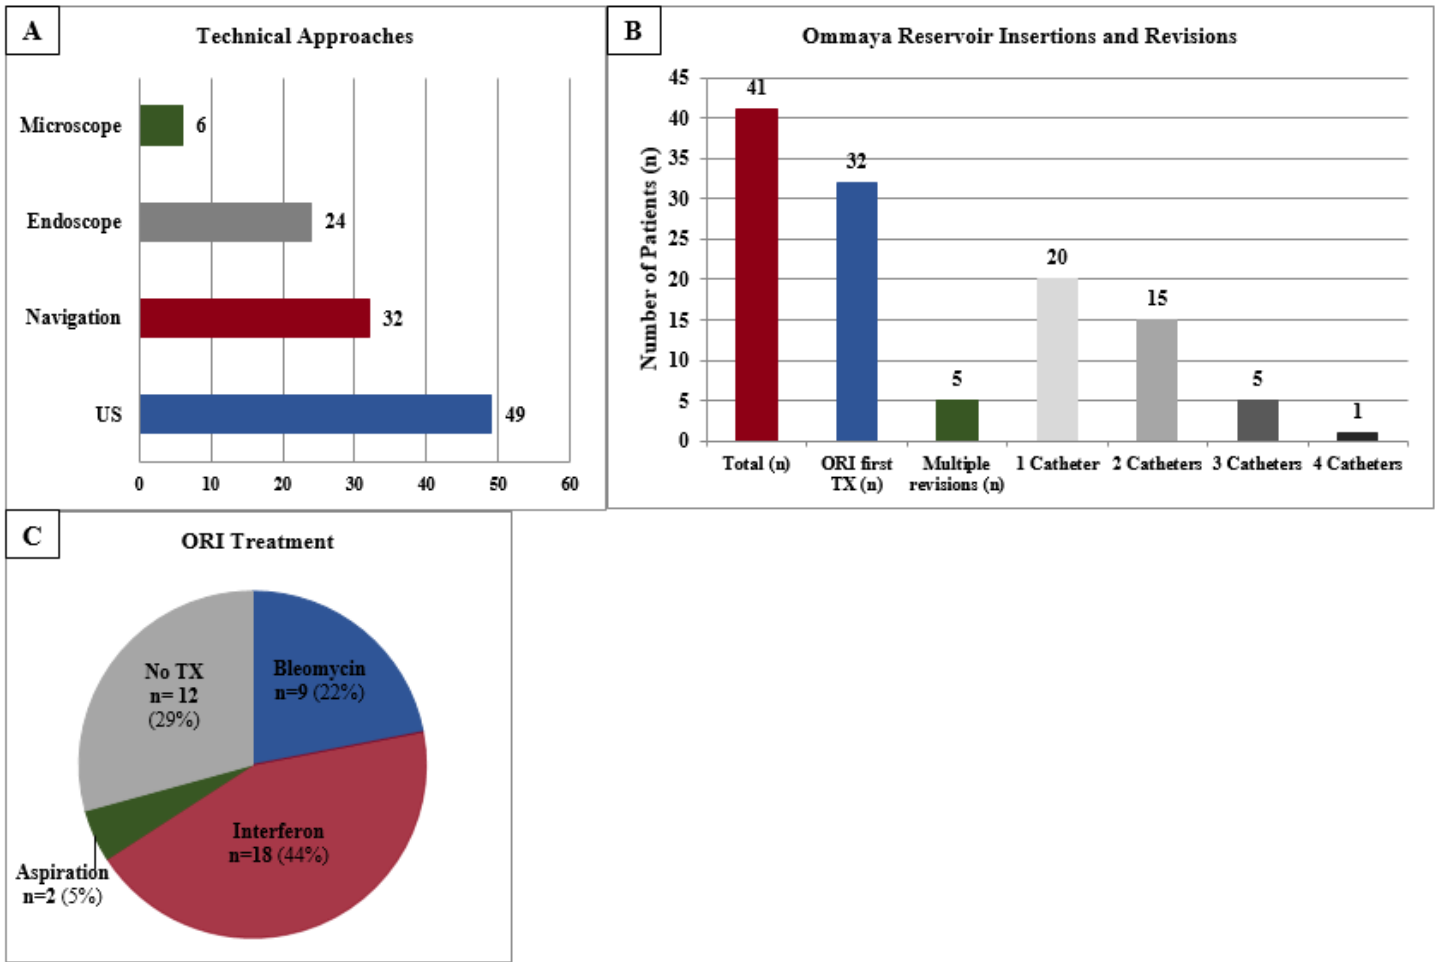 A
Technical Approaches
Microscope
6
Endoscope
24
Navigation
32
US
49
0 10 20 30 40 50 60
B
Ommaya Reservoir Insertions and Revisions
Number of Patients (n)
45
40
35
30
25
20
15
10
5
0
41
32
5
20
15
5
1
Total (n)
ORI first
TX (n)
Multiple
revisions (n)
1 Catheter
2 Catheters
3 Catheters
4 Catheters
C
ORI Treatment
No TX
n= 12
(29%)
Bleomycin
n=9 (22%)
Interferon
n=18 (44%)
Aspiration
n=2 (5%)